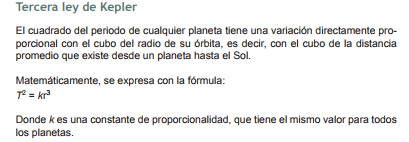 Tercera ley de Kepler
El cuadrado del periodo de cualquier planeta tiene una variación directamente pro-
porcional con el cubo del radio de su órbita, es decir, con el cubo de la distancia
promedio que existe desde un planeta hasta el Sol.
Matemáticamente, se expresa con la fórmula:
T² = kr³
Donde k es una constante de proporcionalidad, que tiene el mismo valor para todos
los planetas.